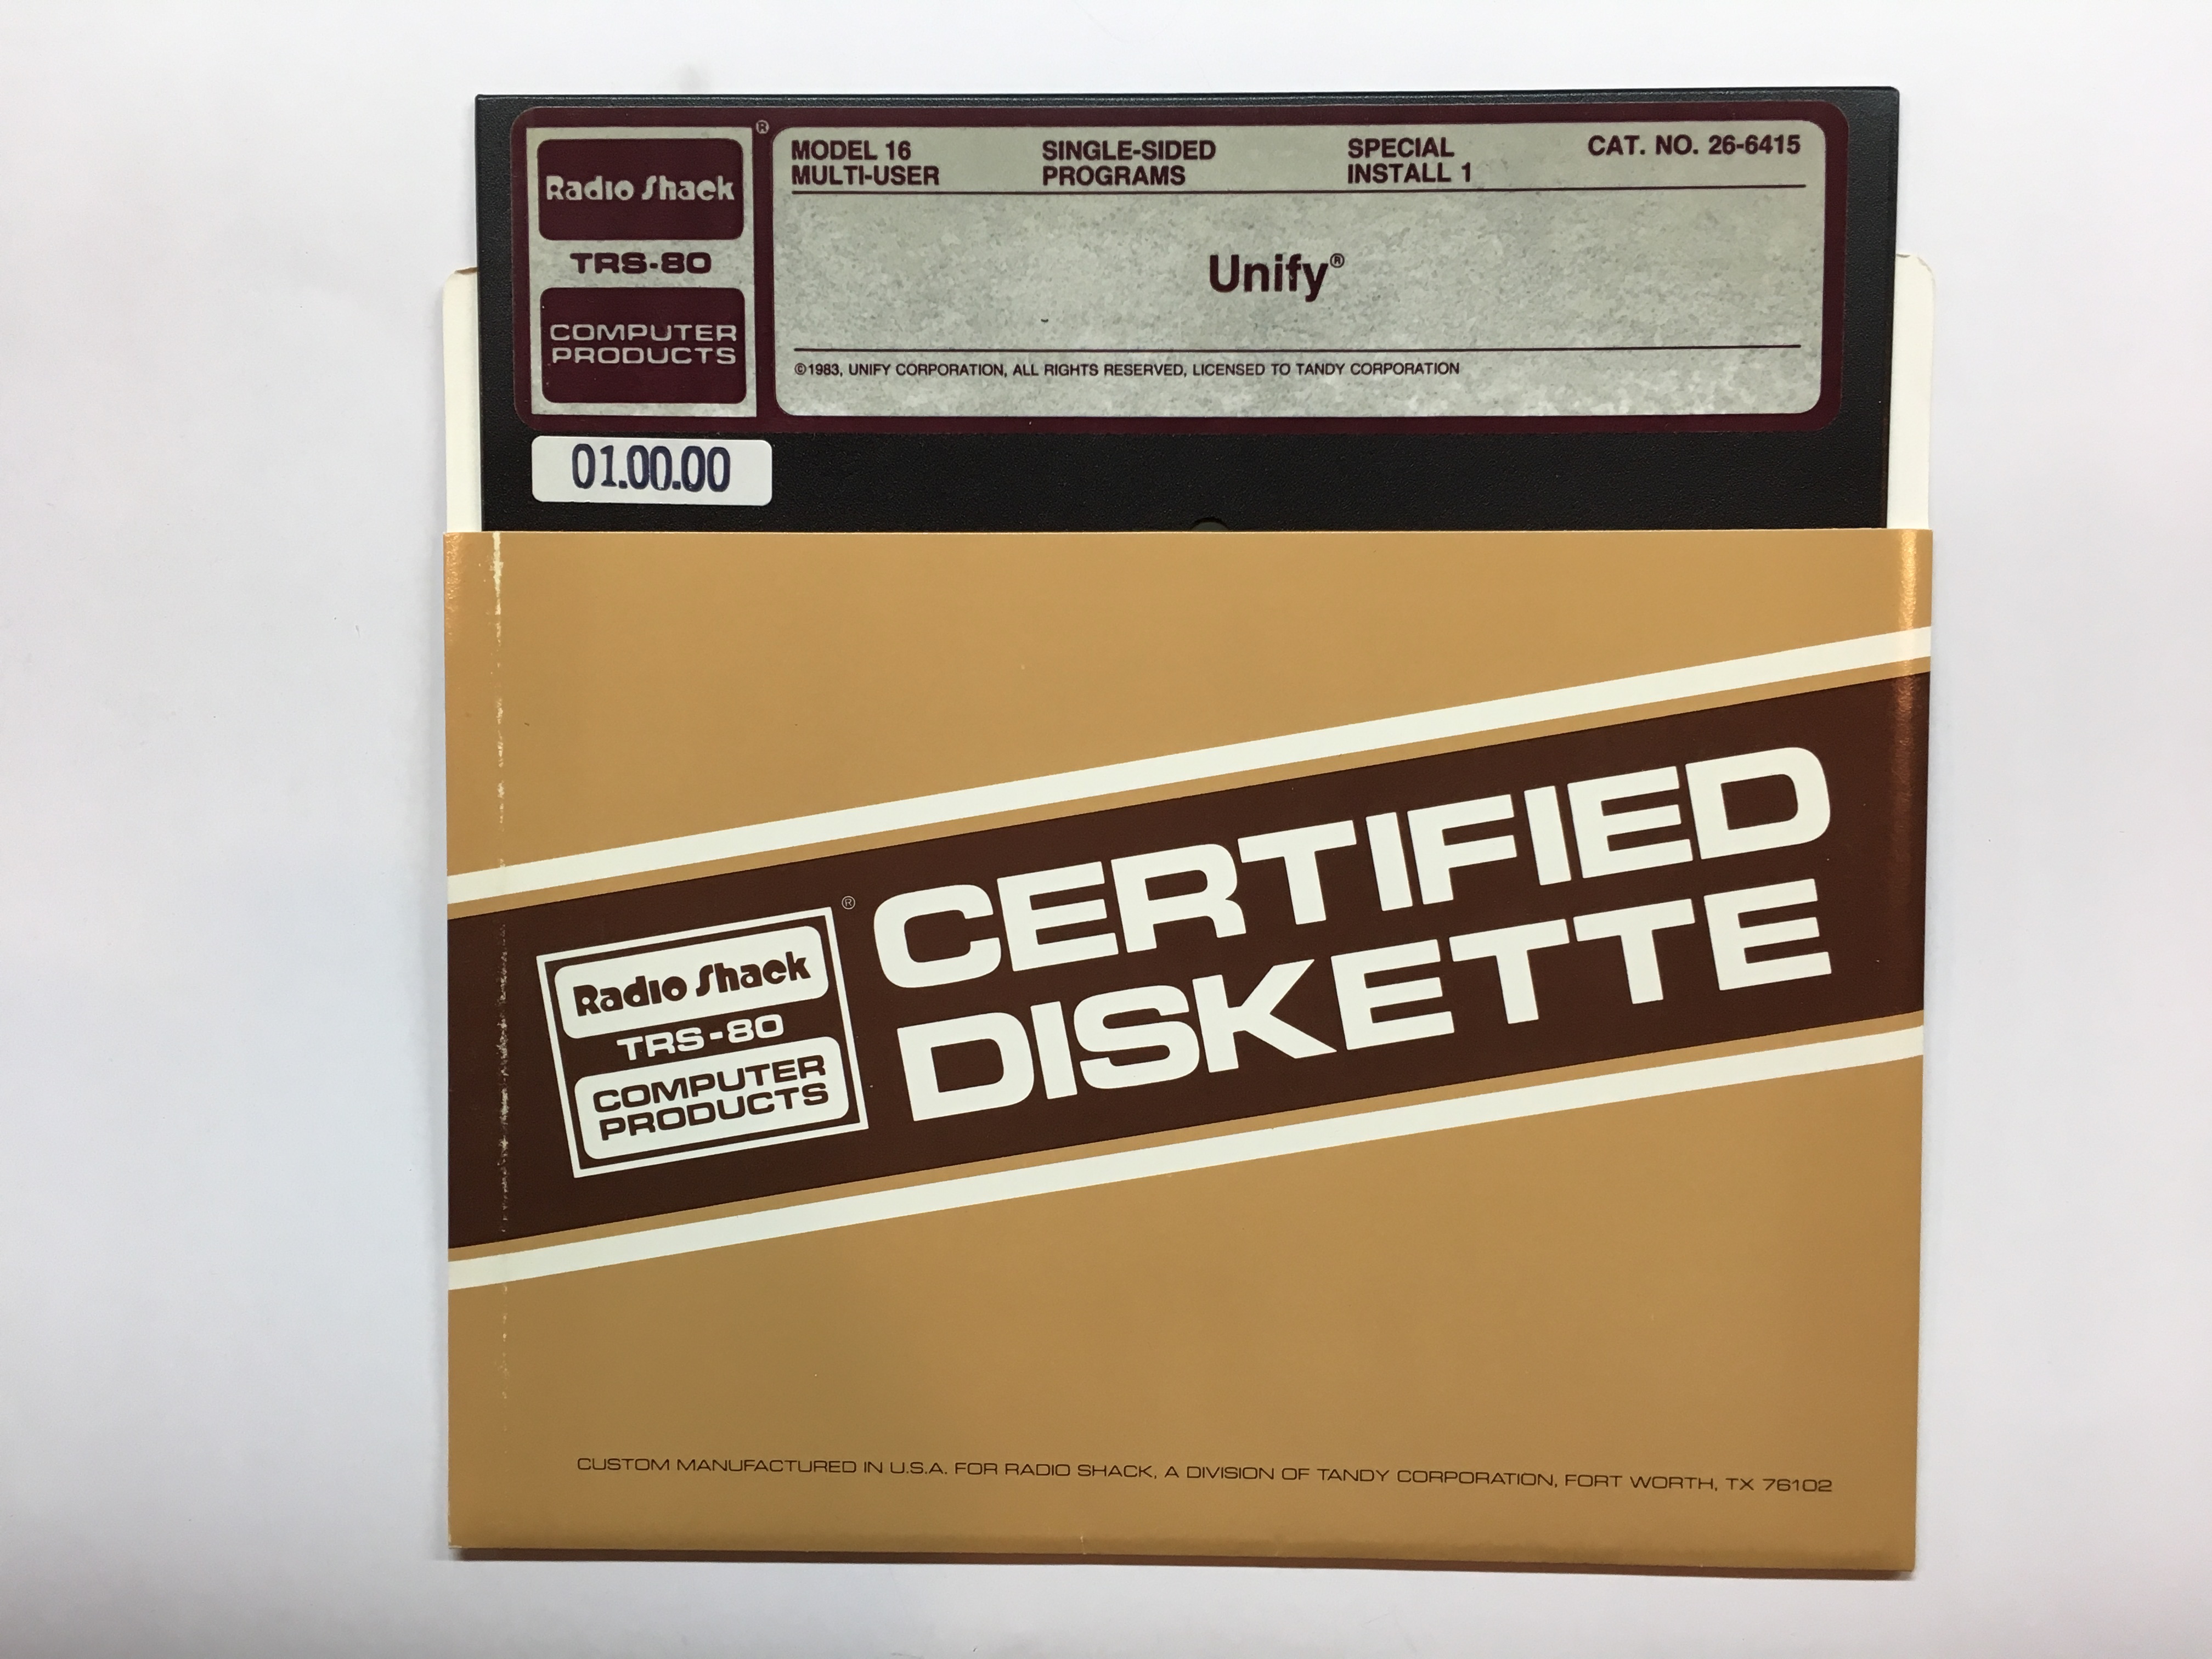 Radio Shack ®
TRS-80
COMPUTER
PRODUCTS
MODEL 16
MULTI-USER
SINGLE-SIDED
PROGRAMS
SPECIAL
INSTALL 1
CAT. NO. 26-6415
Unify®
©1983, UNIFY CORPORATION, ALL RIGHTS RESERVED, LICENSED TO TANDY CORPORATION
01.00.00
Radio Shack ®
TRS-80
COMPUTER
PRODUCTS
CERTIFIED
DISKETTE
CUSTOM MANUFACTURED IN U.S.A. FOR RADIO SHACK, A DIVISION OF TANDY CORPORATION, FORT WORTH, TX 76102